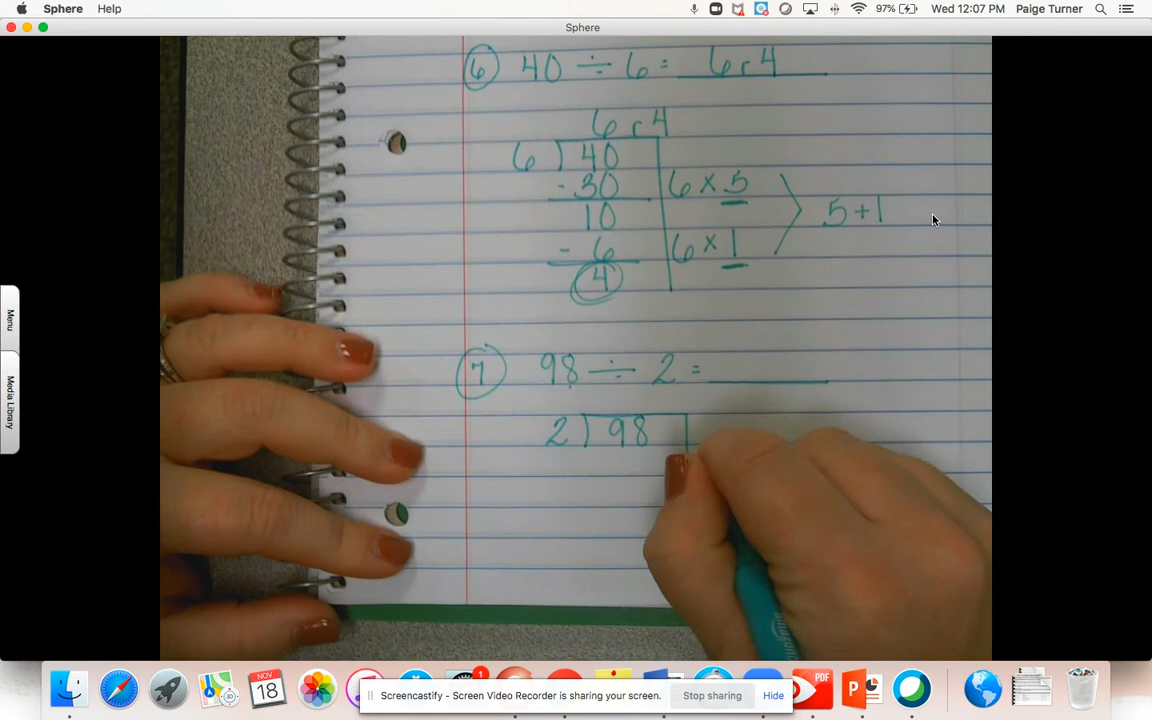 Sphere Help 97% Wed 12:07 PM Paige Turner
Sphere
Menu
Media Library
6 40 ÷ 6 = 6 r 4
6 r 4
6 ) 40
- 30 6 × 5
10 5 + 1
- 6 6 × 1
4
7 98 ÷ 2 =
2 ) 98
NOV
18
1
PDF
Screencastify - Screen Video Recorder is sharing your screen. Stop sharing Hide